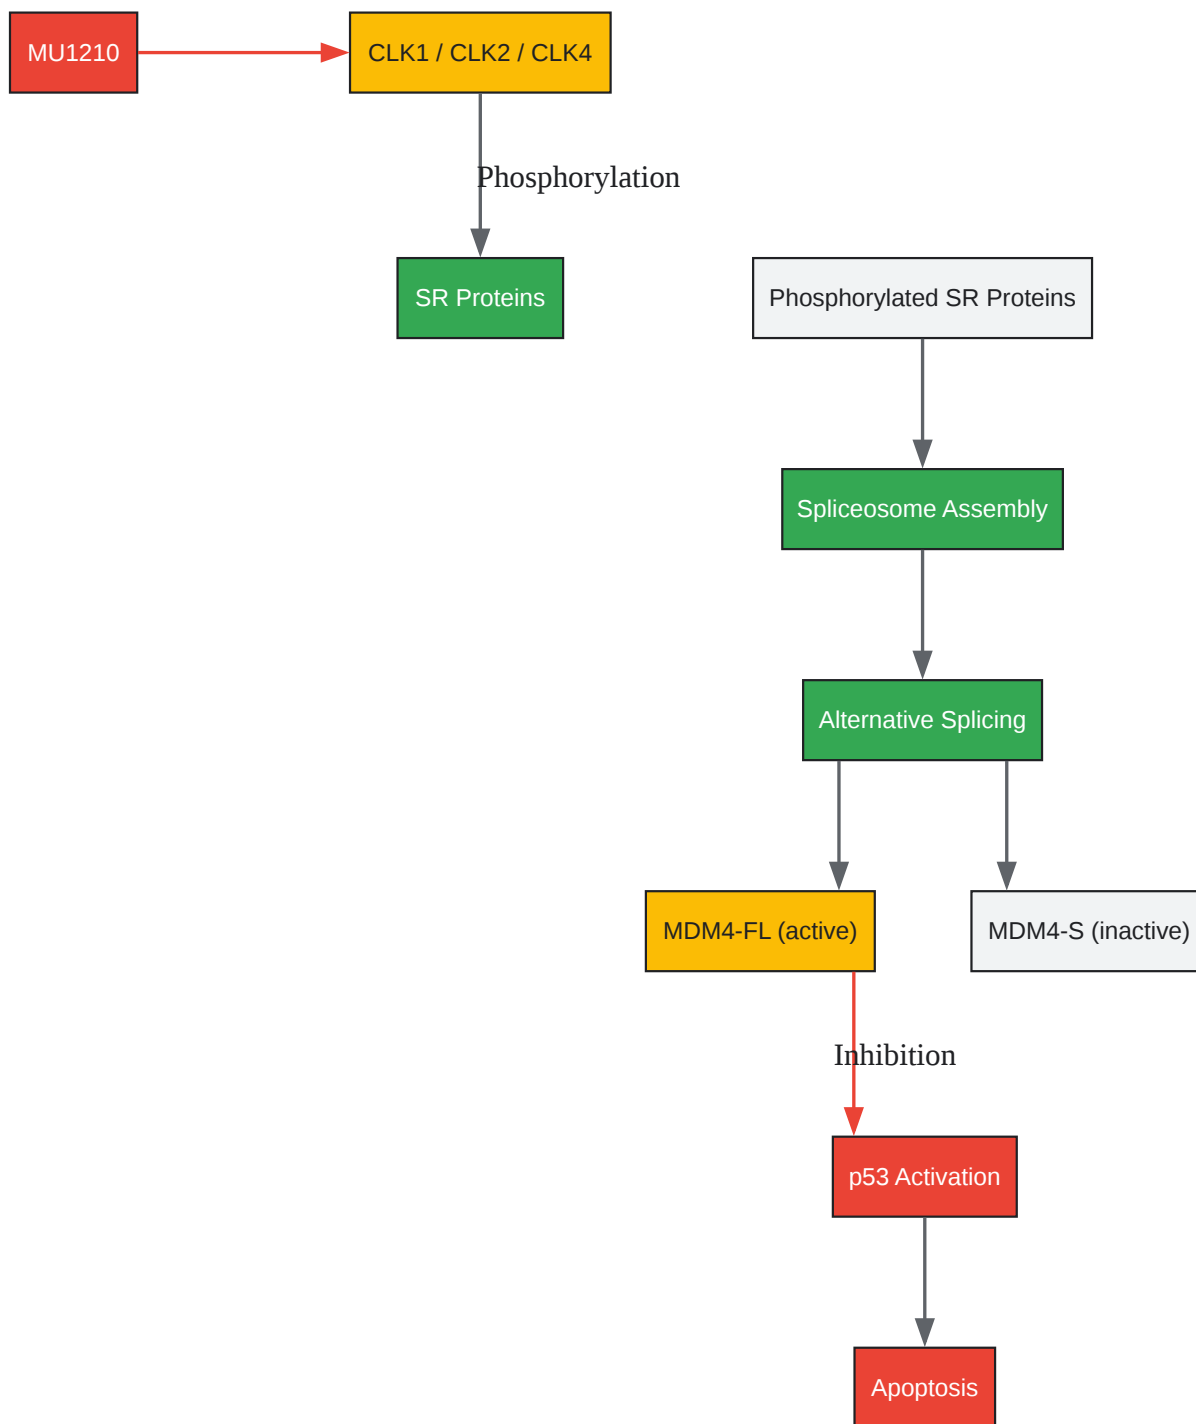 MU1210
CLK1 / CLK2 / CLK4
Phosphorylation
SR Proteins
Phosphorylated SR Proteins
Spliceosome Assembly
Alternative Splicing
MDM4-FL (active)
MDM4-S (inactive)
Inhibition
p53 Activation
Apoptosis